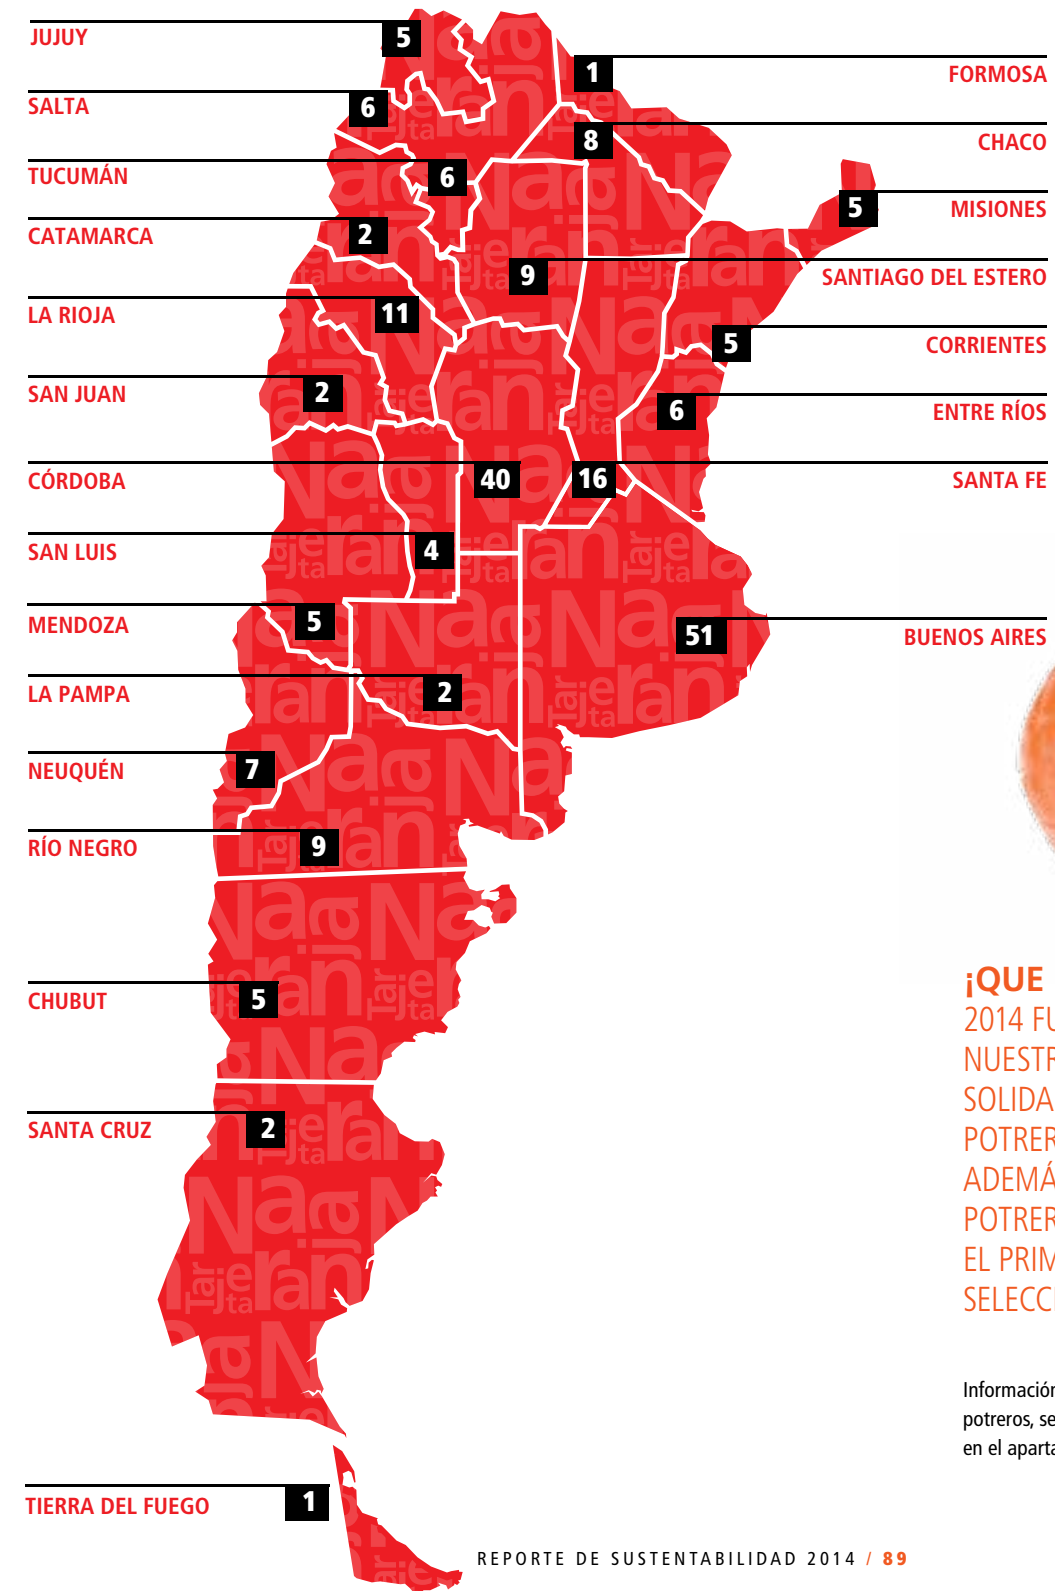 JUJUY
5
SALTA
6
TUCUMÁN
6
CATAMARCA
2
LA RIOJA
11
SAN JUAN
2
CÓRDOBA
40
SAN LUIS
4
MENDOZA
5
LA PAMPA
2
NEUQUÉN
7
RÍO NEGRO
9
CHUBUT
5
SANTA CRUZ
2
TIERRA DEL FUEGO
1
1
FORMOSA
8
CHACO
5
MISIONES
9
SANTIAGO DEL ESTERO
5
CORRIENTES
6
ENTRE RÍOS
16
SANTA FE
51
BUENOS AIRES
Tarjeta Naranja
¡QUE
2014 FU
NUESTR
SOLIDA
POTRER
ADEMÁ
POTRER
EL PRIM
SELECCI
Información
potreros, se
en el aparta
REPORTE DE SUSTENTABILIDAD 2014 / 89